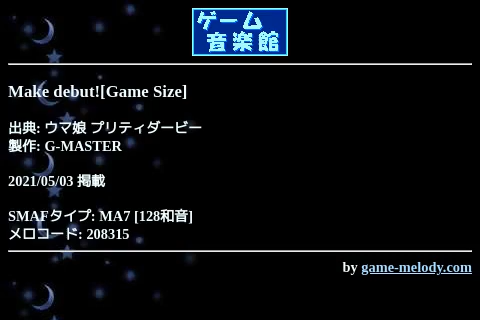 ゲーム
音楽館
Make debut![Game Size]
出典: ウマ娘 プリティダービー
製作: G-MASTER
2021/05/03 掲載
SMAFタイプ: MA7 [128和音]
メロコード: 208315
by game-melody.com